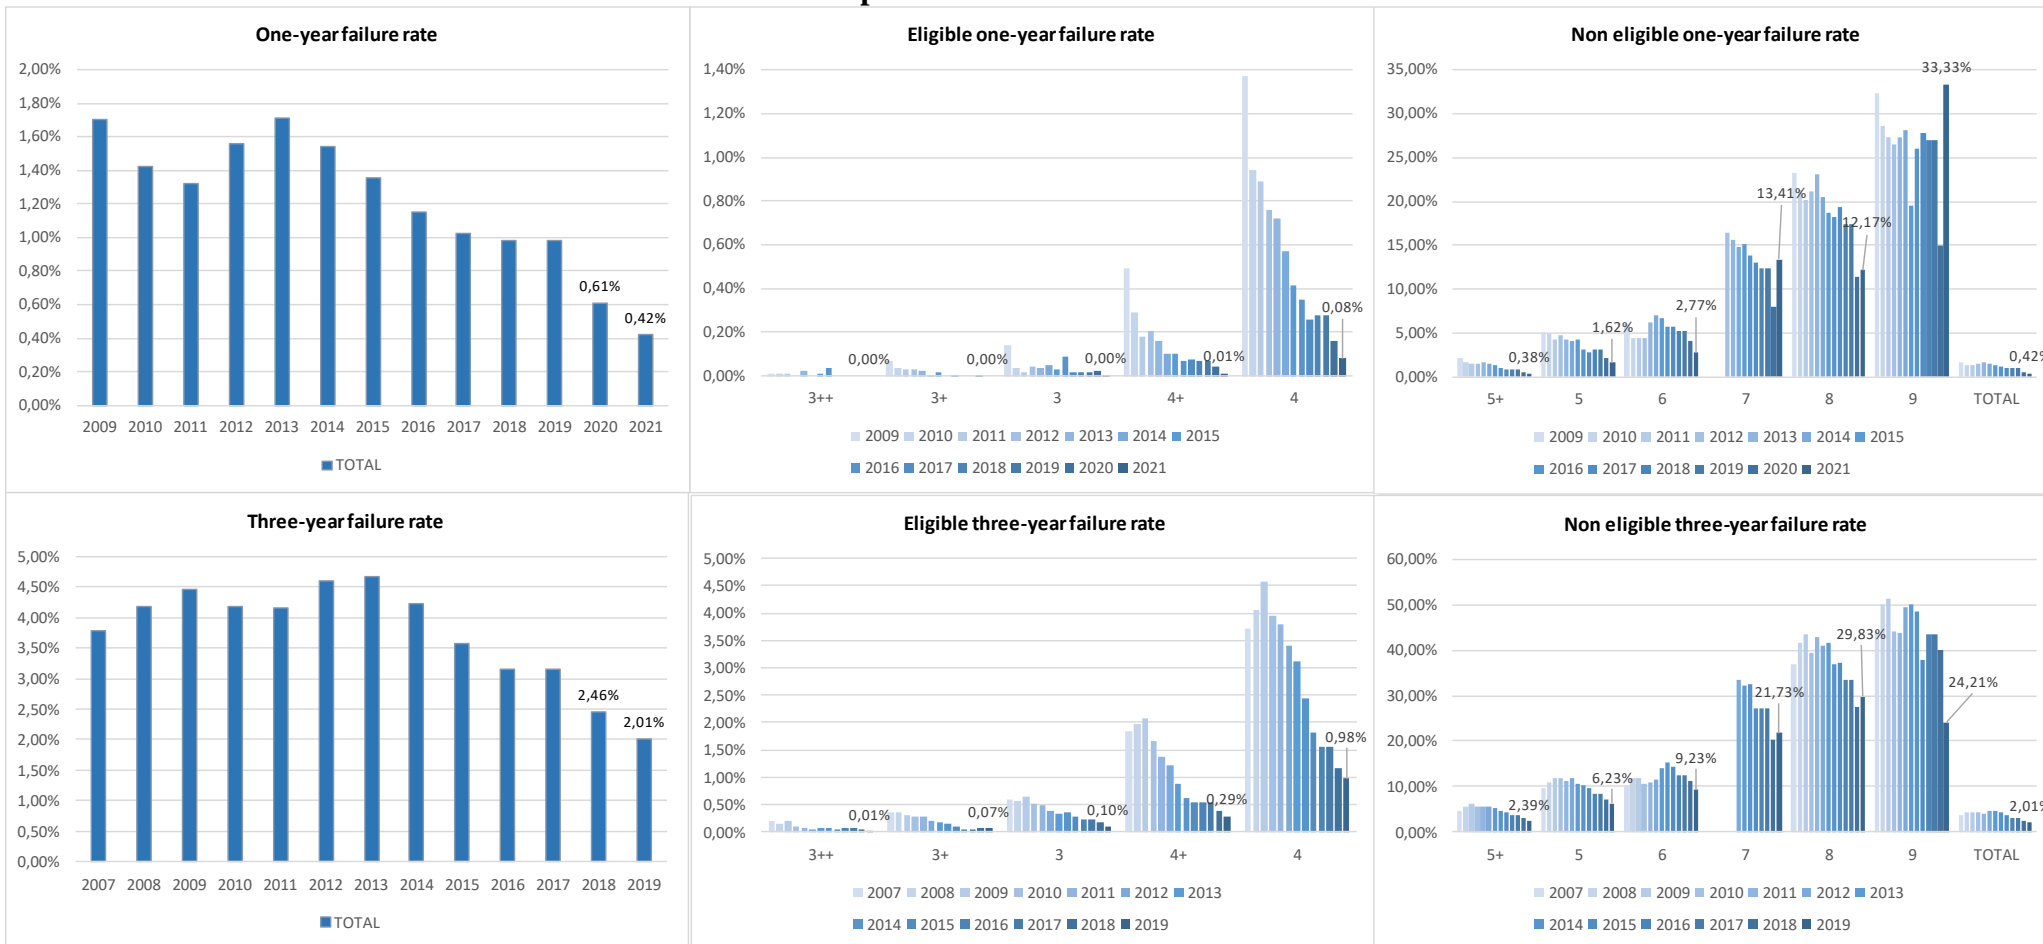 One-year failure rate
2,00%
1,80%
1,60%
1,40%
1,20%
1,00%
0,80%
0,60%
0,40%
0,20%
0,00%
0,61%
0,42%
2009 2010 2011 2012 2013 2014 2015 2016 2017 2018 2019 2020 2021
TOTAL
Eligible one-year failure rate
1,40%
1,20%
1,00%
0,80%
0,60%
0,40%
0,20%
0,00%
0,00% 0,00% 0,00% 0,01% 0,08%
3++ 3+ 3 4+ 4
2009 2010 2011 2012 2013 2014 2015
2016 2017 2018 2019 2020 2021
Non eligible one-year failure rate
35,00%
30,00%
25,00%
20,00%
15,00%
10,00%
5,00%
0,00%
0,38% 1,62% 2,77% 13,41% 12,17% 33,33% 0,42%
5+ 5 6 7 8 9 TOTAL
2009 2010 2011 2012 2013 2014 2015
2016 2017 2018 2019 2020 2021
Three-year failure rate
5,00%
4,50%
4,00%
3,50%
3,00%
2,50%
2,00%
1,50%
1,00%
0,50%
0,00%
2,46%
2,01%
2007 2008 2009 2010 2011 2012 2013 2014 2015 2016 2017 2018 2019
TOTAL
Eligible three-year failure rate
5,00%
4,50%
4,00%
3,50%
3,00%
2,50%
2,00%
1,50%
1,00%
0,50%
0,00%
0,01% 0,07% 0,10% 0,29% 0,98%
3++ 3+ 3 4+ 4
2007 2008 2009 2010 2011 2012 2013
2014 2015 2016 2017 2018 2019
Non eligible three-year failure rate
60,00%
50,00%
40,00%
30,00%
20,00%
10,00%
0,00%
2,39% 6,23% 9,23% 21,73% 29,83% 24,21% 2,01%
5+ 5 6 7 8 9 TOTAL
2007 2008 2009 2010 2011 2012 2013
2014 2015 2016 2017 2018 2019